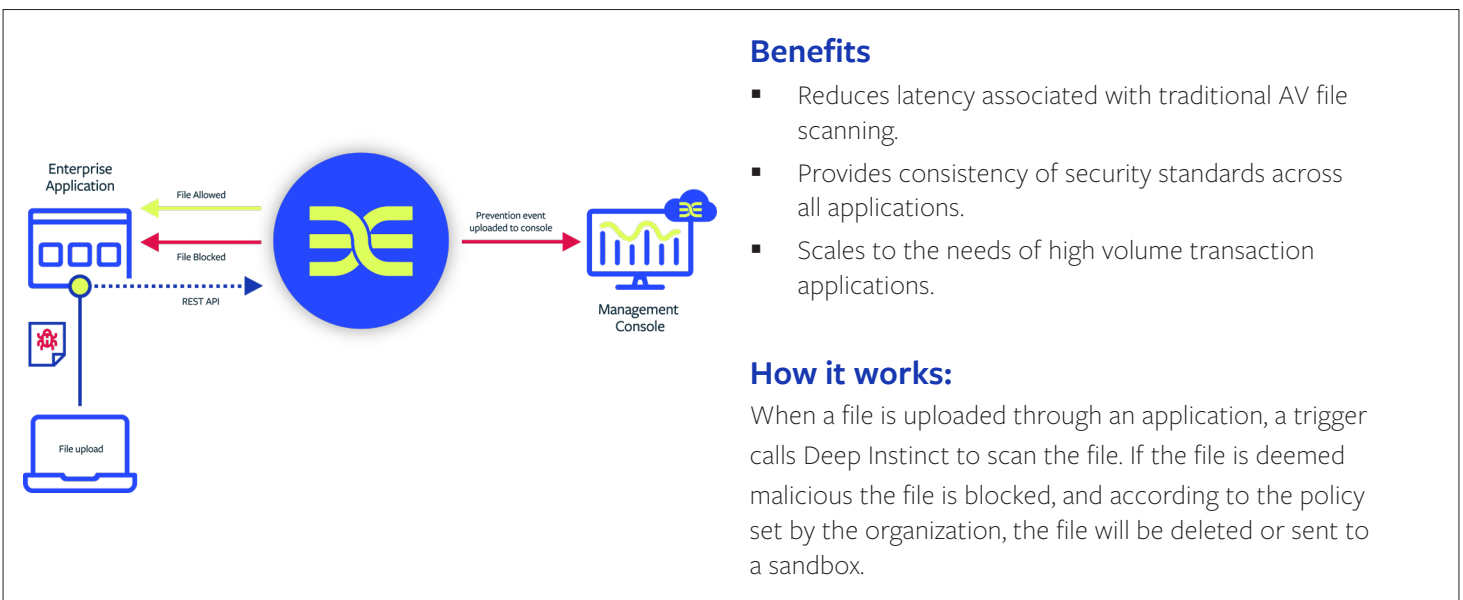 Enterprise
Application
File Allowed
File Blocked
REST API
File upload
Prevention event
uploaded to console
Management
Console
Benefits
▪ Reduces latency associated with traditional AV file
scanning.
▪ Provides consistency of security standards across
all applications.
▪ Scales to the needs of high volume transaction
applications.
How it works:
When a file is uploaded through an application, a trigger
calls Deep Instinct to scan the file. If the file is deemed
malicious the file is blocked, and according to the policy
set by the organization, the file will be deleted or sent to
a sandbox.